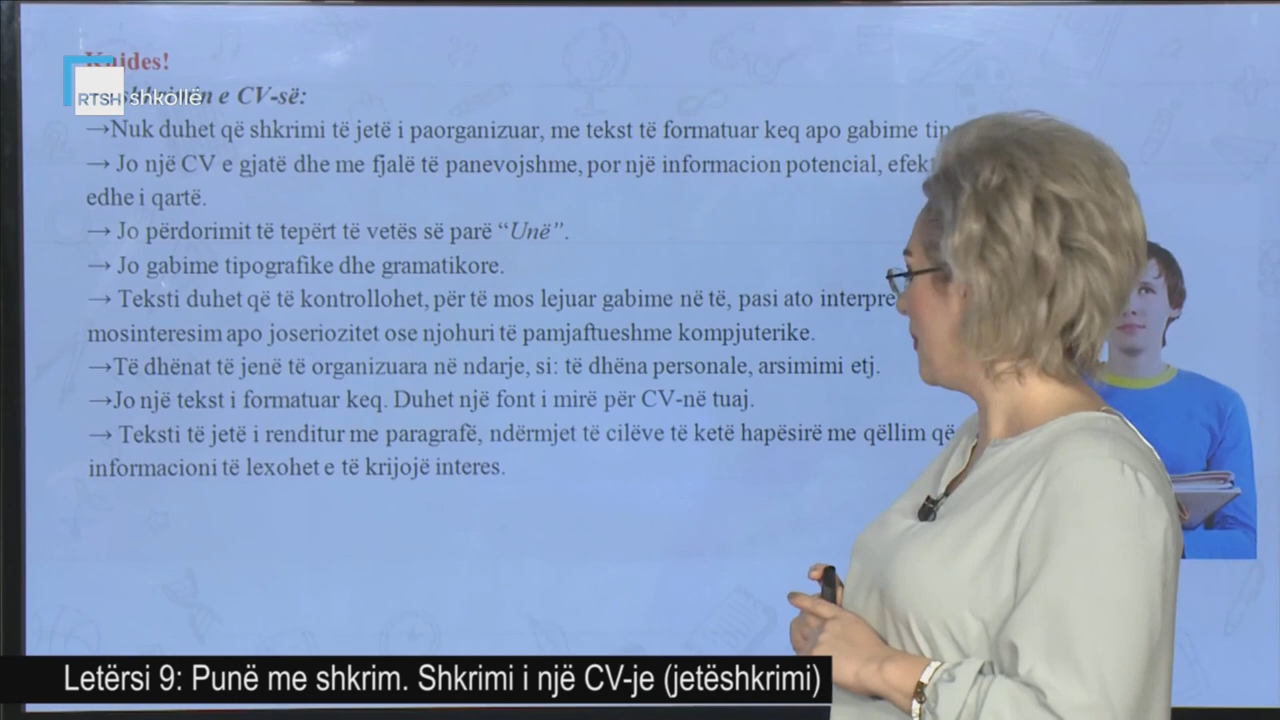 Kujdes!
e CV-së:
→Nuk duhet që shkrimi të jetë i paorganizuar, me tekst të formatuar keq apo gabime
→ Jo një CV e gjatë dhe me fjalë të panevojshme, por një informacion potencial,
edhe i qartë.
→ Jo përdorimit të tepërt të vetës së parë “Unë”.
→ Jo gabime tipografike dhe gramatikore.
→ Teksti duhet që të kontrollohet, për të mos lejuar gabime në të, pasi ato
mosinteresim apo joseriozitet ose njohuri të pamjaftueshme kompjuterike.
→Të dhënat të jenë të organizuara në ndarje, si: të dhëna personale, arsimimi etj.
→Jo një tekst i formatuar keq. Duhet një font i mirë për CV-në tuaj.
→ Teksti të jetë i renditur me paragrafë, ndërmjet të cilëve të ketë hapësirë me qëllim që
informacioni të lexohet e të krijojë interes.
RTSH shkollë
Letërsi 9: Punë me shkrim. Shkrimi i një CV-je (jetëshkrimi)